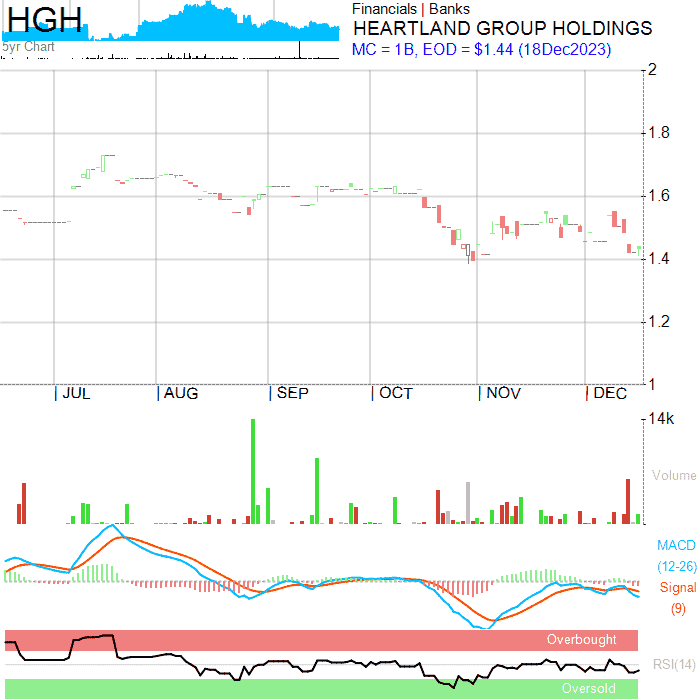 HGH
5yr Chart
Financials | Banks
HEARTLAND GROUP HOLDINGS
MC = 1B, EOD = $1.44 (18Dec2023)
2
1.8
1.6
1.4
1.2
1
JUL AUG SEP OCT NOV DEC
14k
Volume
MACD
(12-26)
Signal
(9)
Overbought
RSI(14)
Oversold